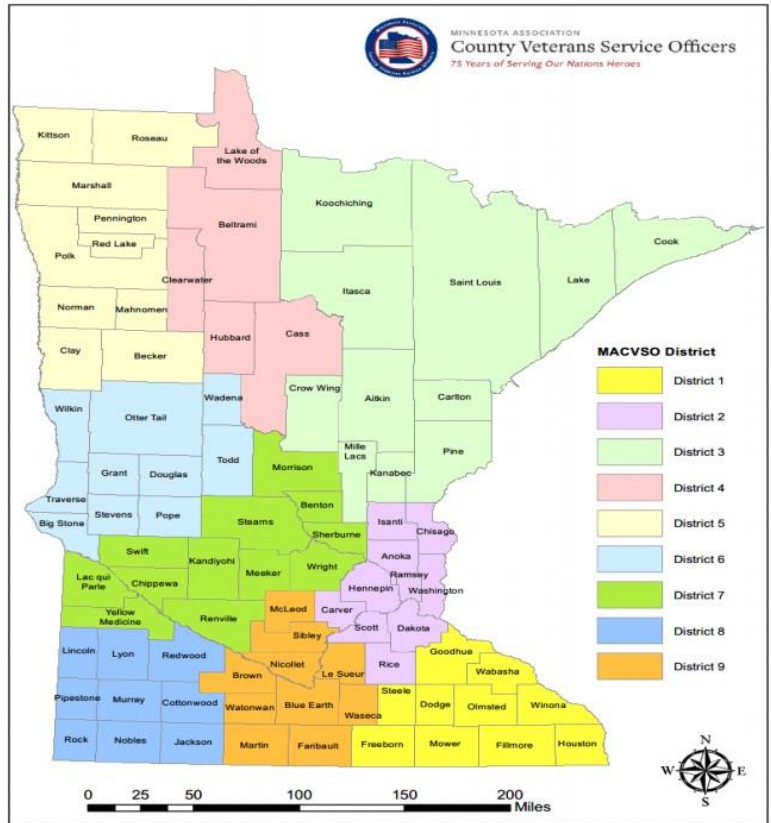 MINNESOTA ASSOCIATION
County Veterans Service Officers
75 Years of Serving Our Nations Heroes
Kittson
Roseau
Lake of
the Woods
Marshall
Koochiching
Pennington
Beltrami
Red Lake
Cook
Polk
Clearwater
Saint Louis
Lake
Itasca
Norman
Mahnomen
Hubbard
Cass
Clay
Becker
MACVSO District
District 1
District 2
District 3
District 4
District 5
District 6
District 7
District 8
District 9
Crow Wing
Wadena
Aitkin
Carlton
Wilkin
Otter Tail
Mille
Lacs
Pine
Todd
Kanabec
Grant
Douglas
Morrison
Traverse
Stevens
Pope
Benton
Big Stone
Stearns
Isanti
Chisago
Sherburne
Swift
Anoka
Kandiyohi
Wright
Ramsey
Lac qui
Parle
Chippewa
Meeker
Hennepin
Washington
McLeod
Carver
Yellow
Medicine
Renville
Scott
Dakota
Sibley
Lincoln
Lyon
Redwood
Nicollet
Goodhue
Le Sueur
Rice
Brown
Wabasha
Steele
Pipestone
Murray
Cottonwood
Watonwan
Blue Earth
Waseca
Dodge
Olmsted
Winona
Rock
Nobles
Jackson
Martin
Faribault
Freeborn
Mower
Fillmore
Houston
N
W
E
S
0 25 50 100 150 200
Miles